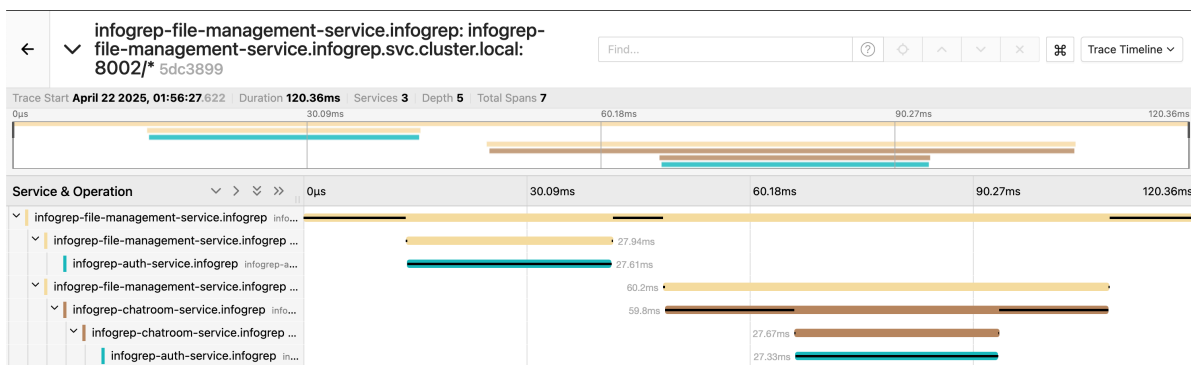 infogrep-file-management-service.infogrep: infogrep-
file-management-service.infogrep.svc.cluster.local:
8002/* 5dc3899
Find...
Trace Timeline
Trace Start April 22 2025, 01:56:27.622 Duration 120.36ms Services 3 Depth 5 Total Spans 7
0μs 30.09ms 60.18ms 90.27ms 120.36ms
Service & Operation 0μs 30.09ms 60.18ms 90.27ms 120.36ms
infogrep-file-management-service.infogrep info...
infogrep-file-management-service.infogrep ... 27.94ms
infogrep-auth-service.infogrep infogrep-a... 27.61ms
infogrep-file-management-service.infogrep ... 60.2ms
infogrep-chatroom-service.infogrep info... 59.8ms
infogrep-chatroom-service.infogrep ... 27.67ms
infogrep-auth-service.infogrep in... 27.33ms